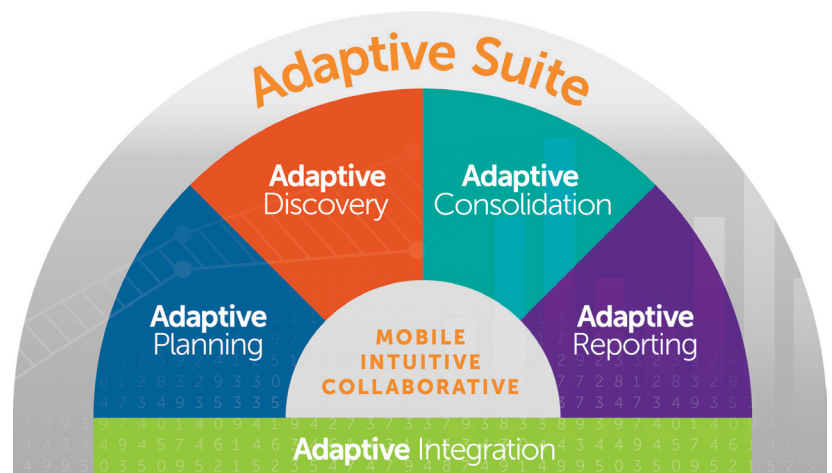 Adaptive Suite
Adaptive
Discovery
Adaptive
Consolidation
Adaptive
Planning
MOBILE
INTUITIVE
COLLABORATIVE
Adaptive
Reporting
Adaptive Integration